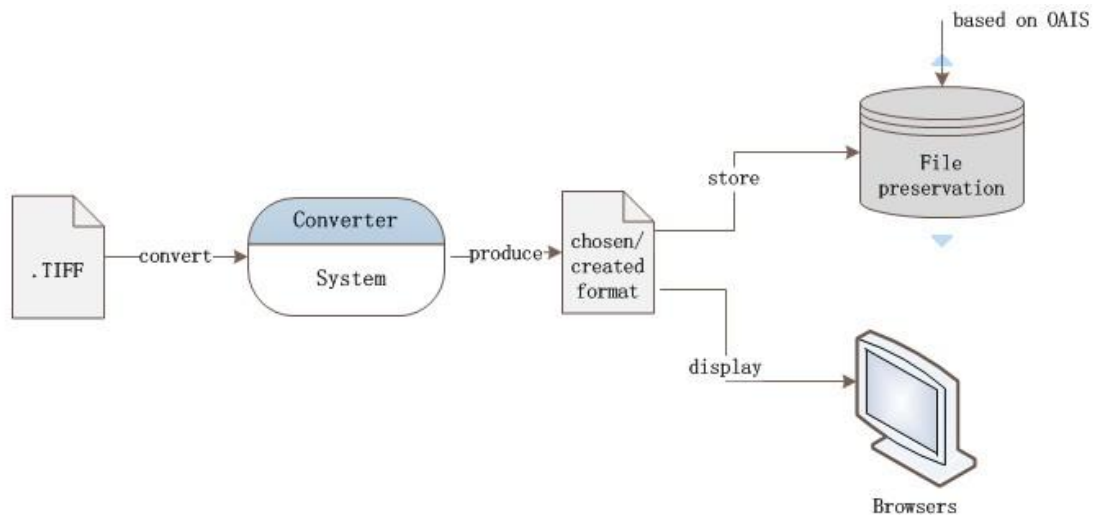 based on OAIS
File
preservation
store
.TIFF
convert
Converter
System
produce
chosen/
created
format
display
Browsers